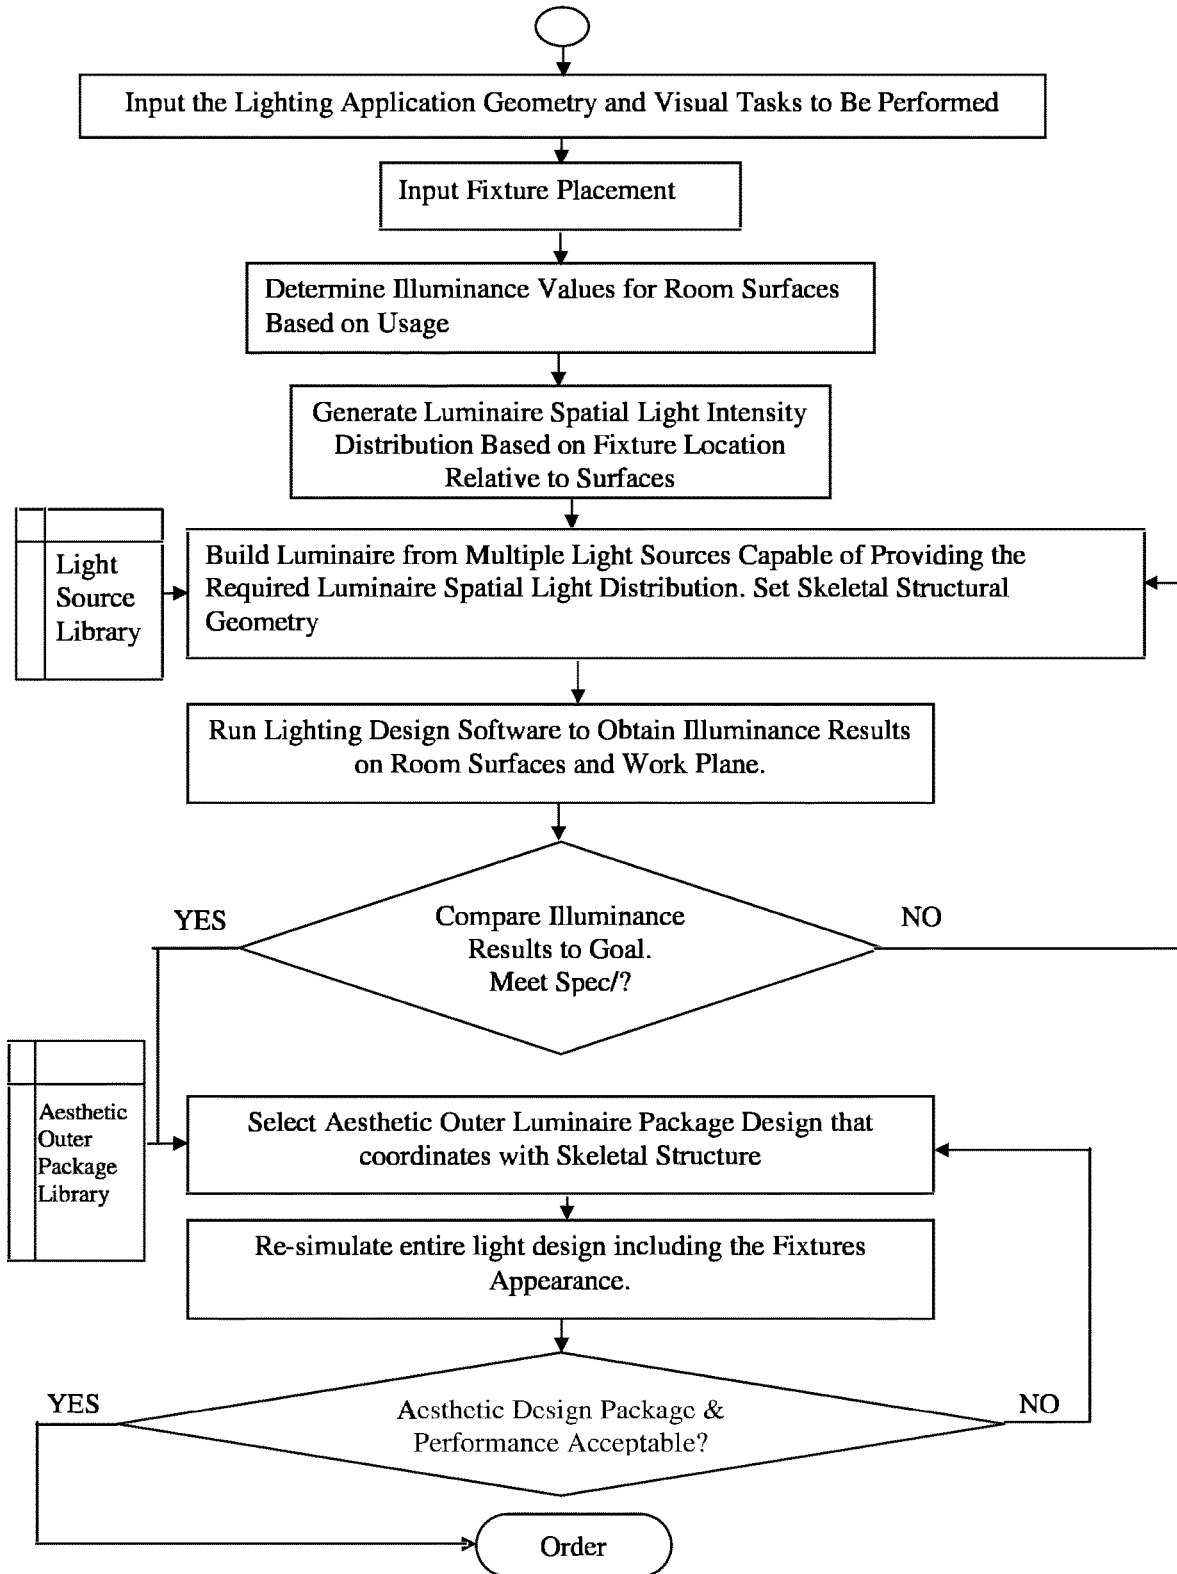 Input the Lighting Application Geometry and Visual Tasks to Be Performed
Input Fixture Placement
Determine Illuminance Values for Room Surfaces
Based on Usage
Generate Luminaire Spatial Light Intensity
Distribution Based on Fixture Location
Relative to Surfaces
Light
Source
Library
Build Luminaire from Multiple Light Sources Capable of Providing the
Required Luminaire Spatial Light Distribution. Set Skeletal Structural
Geometry
Run Lighting Design Software to Obtain Illuminance Results
on Room Surfaces and Work Plane.
YES
Compare Illuminance
Results to Goal.
Meet Spec/?
NO
Aesthetic
Outer
Package
Library
Select Aesthetic Outer Luminaire Package Design that
coordinates with Skeletal Structure
Re-simulate entire light design including the Fixtures
Appearance.
YES
Aesthetic Design Package &
Performance Acceptable?
NO
Order